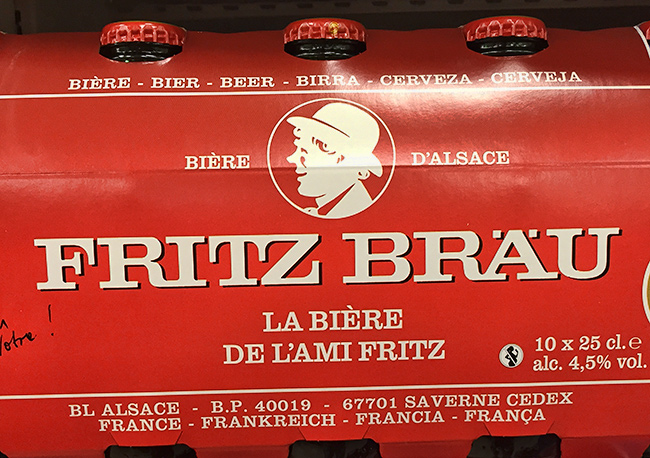 BIÈRE - BIER - BEER - BIRRA - CERVEZA - CERVEJA
BIÈRE D'ALSACE
FRITZ BRÄU
LA BIÈRE
DE L'AMI FRITZ
otre !
10 x 25 cl.e
alc. 4,5% vol.
BL ALSACE - B.P. 40019 - 67701 SAVERNE CEDEX
FRANCE - FRANKREICH - FRANCIA - FRANÇA